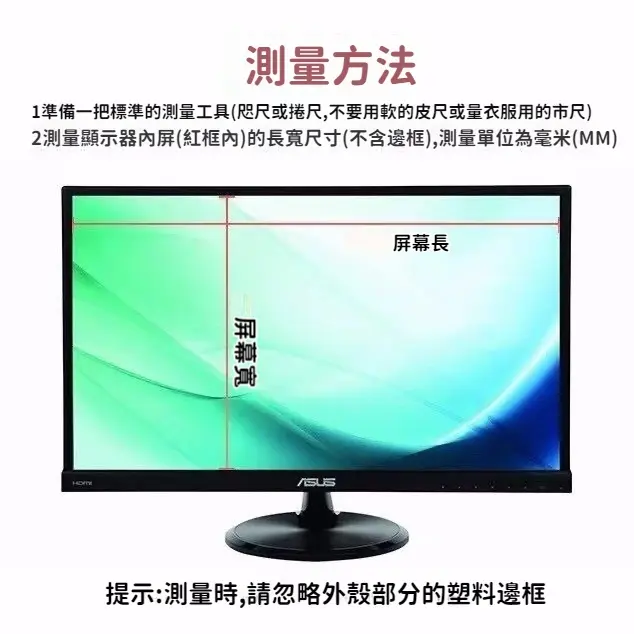 測量方法
1準備一把標準的測量工具(咫尺或捲尺,不要用軟的皮尺或量衣服用的市尺)
2測量顯示器內屏(紅框內)的長寬尺寸(不含邊框),測量單位為毫米(MM)
屏幕長
屏幕寬
HDMI
ASUS
提示:測量時,請忽略外殼部分的塑料邊框